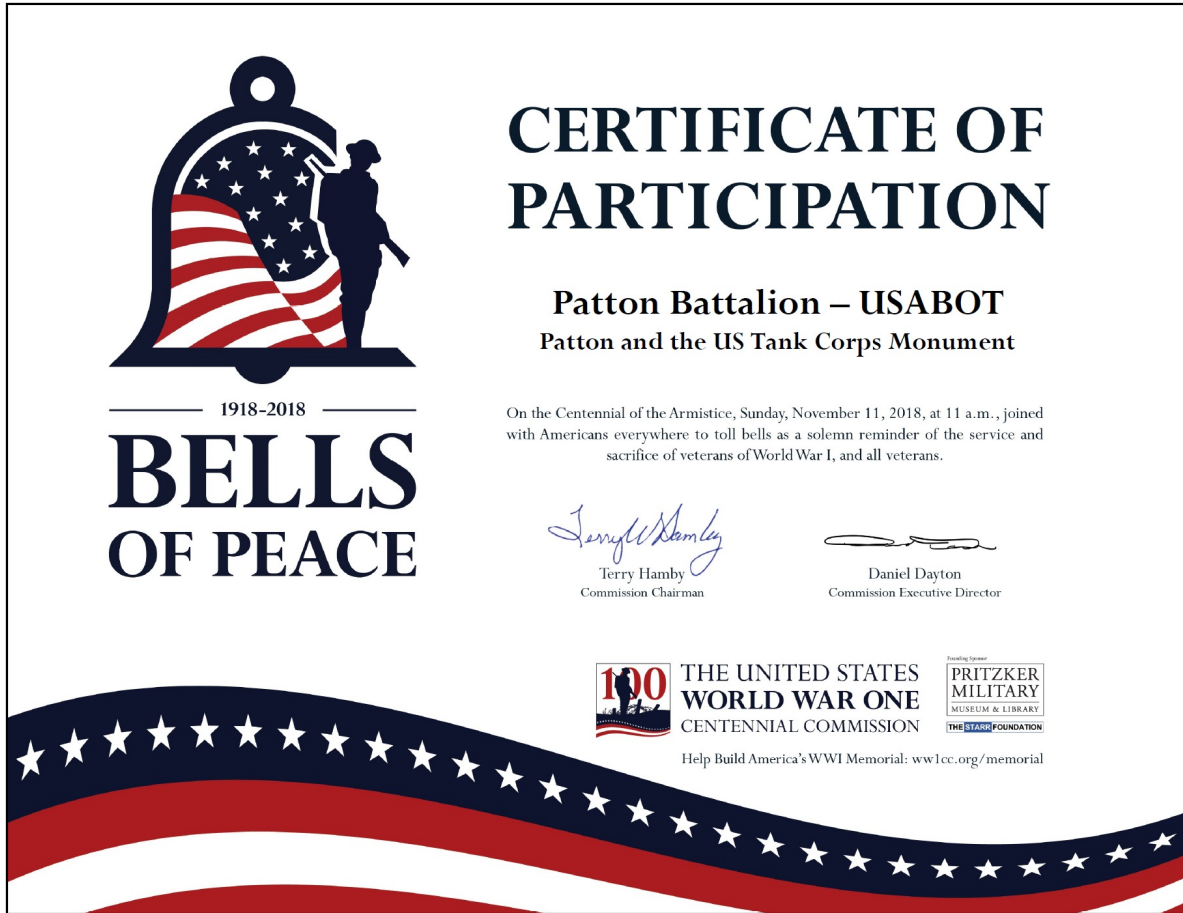 CERTIFICATE OF
PARTICIPATION
Patton Battalion – USABOT
Patton and the US Tank Corps Monument
1918-2018
BELLS
OF PEACE
On the Centennial of the Armistice, Sunday, November 11, 2018, at 11 a.m., joined
with Americans everywhere to toll bells as a solemn reminder of the service and
sacrifice of veterans of World War I, and all veterans.
Terry W Hamby
Terry Hamby
Commission Chairman
Daniel Dayton
Commission Executive Director
100
THE UNITED STATES
WORLD WAR ONE
CENTENNIAL COMMISSION
Founding Sponsor
PRITZKER
MILITARY
MUSEUM & LIBRARY
THE STARR FOUNDATION
Help Build America's WWI Memorial: ww1cc.org/memorial